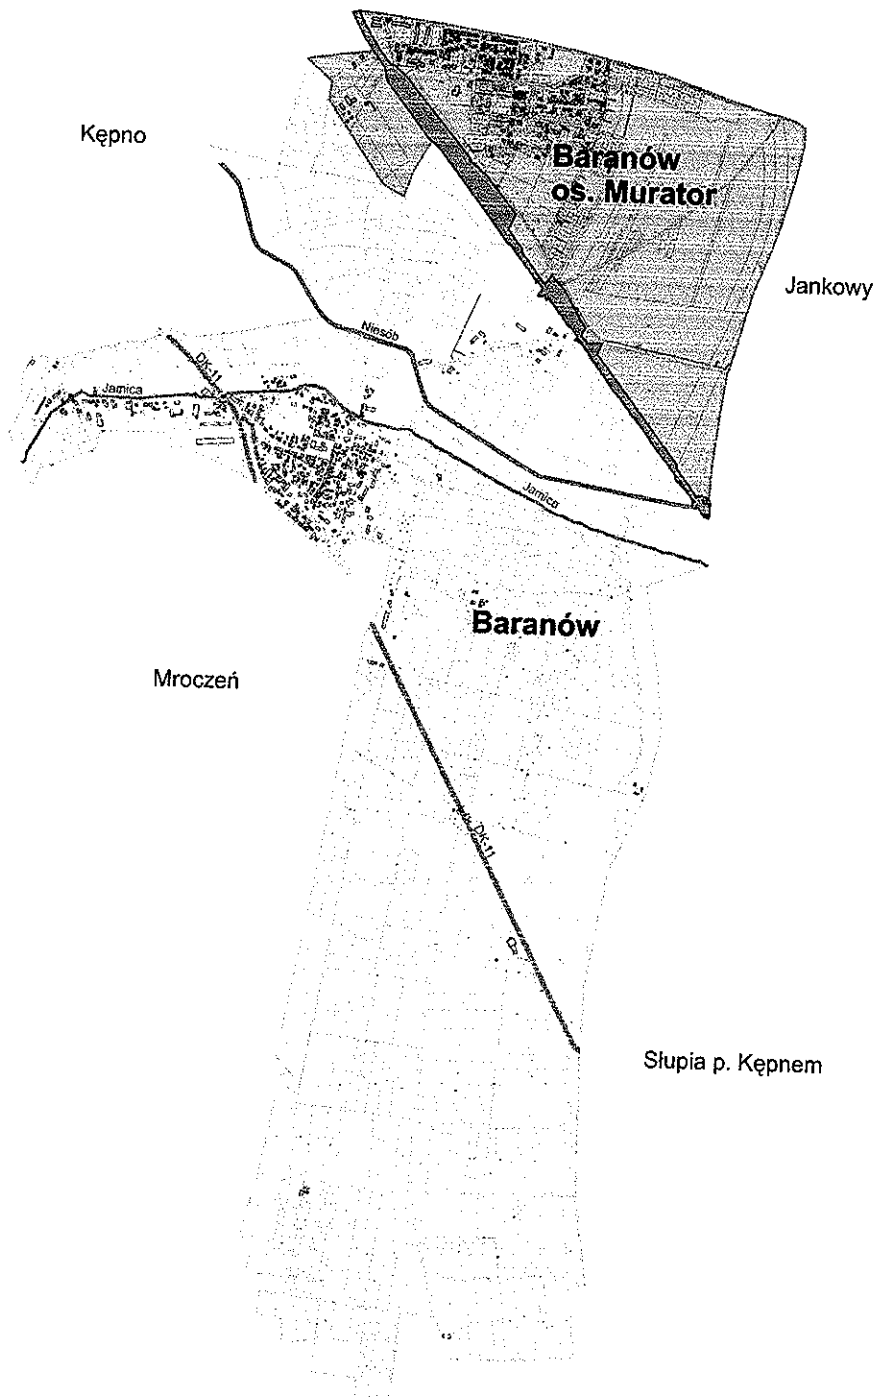 Kępno
Baranów
os. Murator
Jankowy
Niesób
DK-11
Jamica
Jamica
Baranów
Mroczeń
DK-11
Słupia p. Kępnem